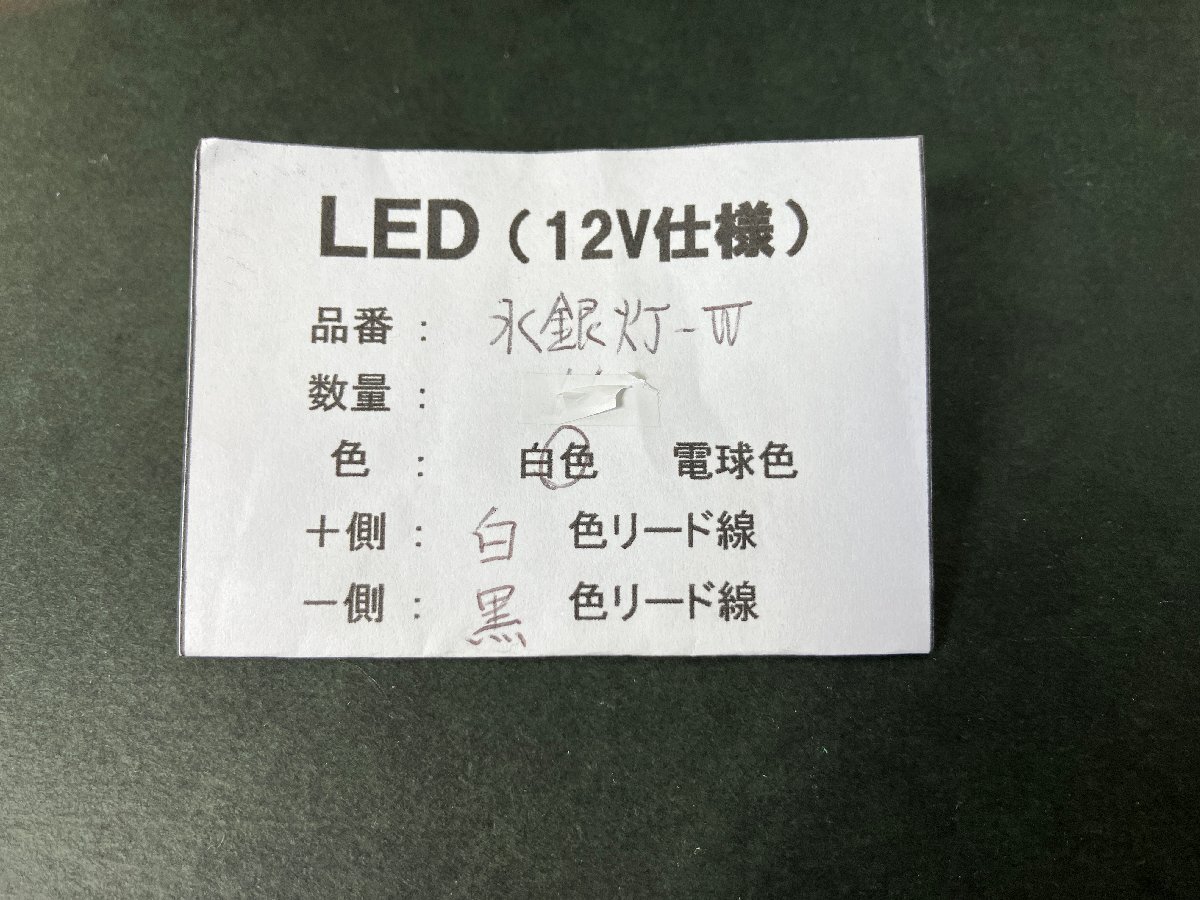 LED（12V仕様）
品番： 水銀灯-W
数量：
色： 白色 電球色
＋側： 白 色リード線
－側： 黒 色リード線